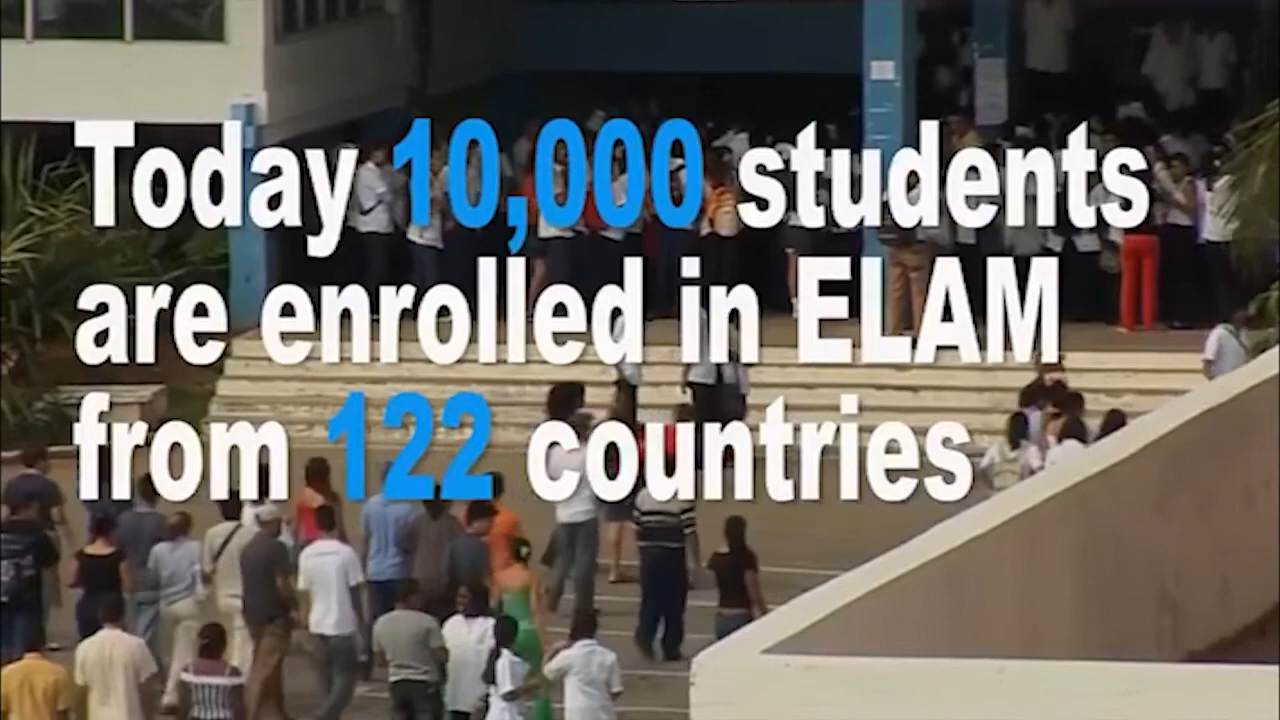 Today 10,000 students
are enrolled in ELAM
from 122 countries